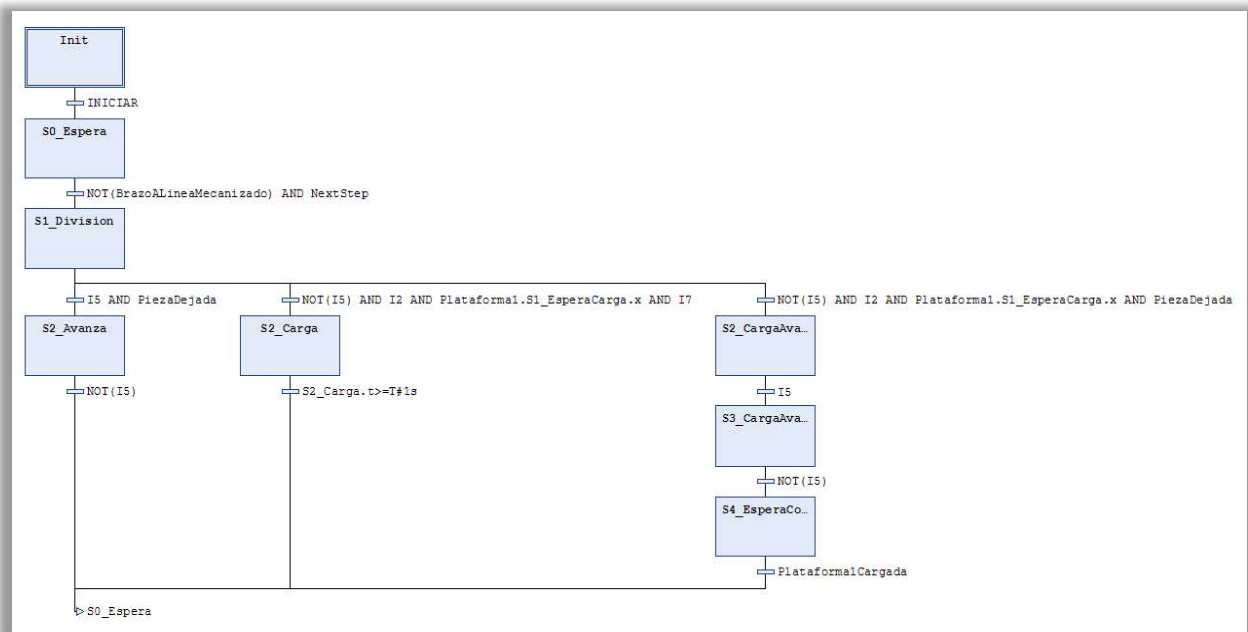 Init
INICIAR
S0_Espera
NOT(BrazoALineaMecanizado) AND NextStep
S1_Division
I5 AND PiezaDejada
NOT(I5) AND I2 AND Plataforma1.S1_EsperaCarga.x AND I7
NOT(I5) AND I2 AND Plataforma1.S1_EsperaCarga.x AND PiezaDejada
S2_Avanza
S2_Carga
S2_CargaAva…
NOT(I5)
S2_Carga.t>=T#1s
I5
S3_CargaAva…
NOT(I5)
S4_EsperaCo…
Plataforma1Cargada
S0_Espera